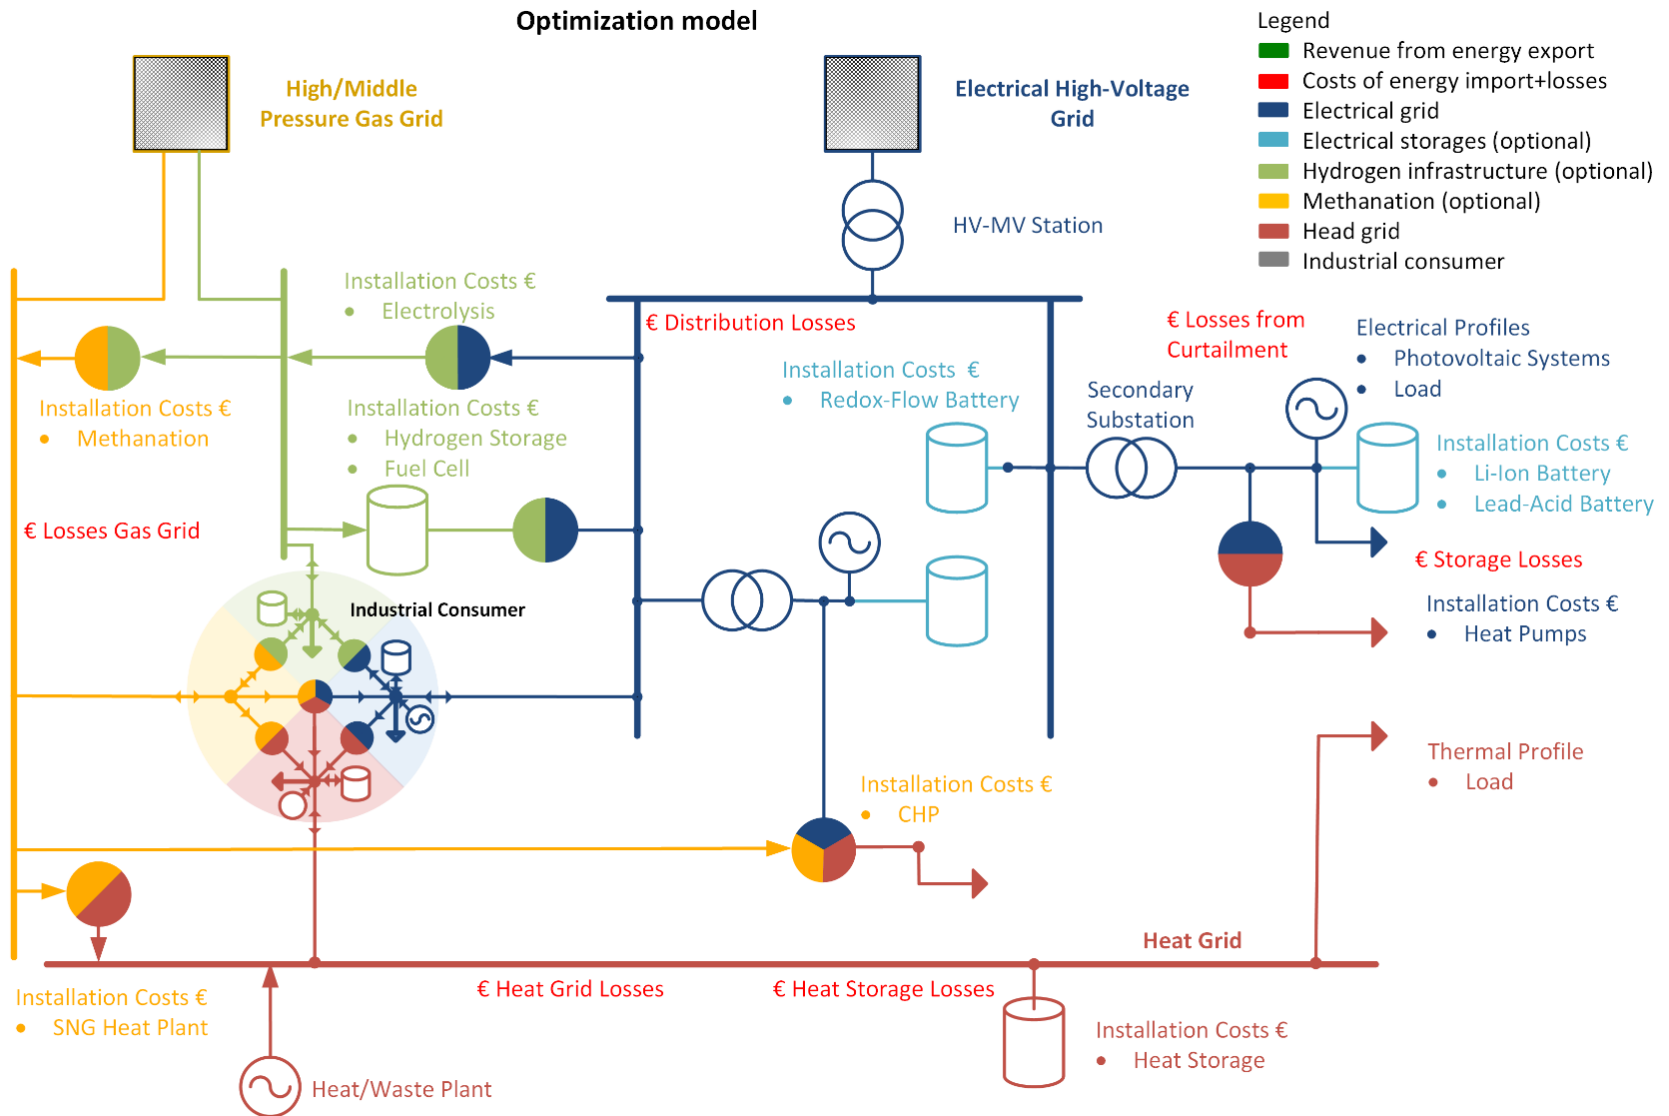 Optimization model
Legend
Revenue from energy export
Costs of energy import+losses
Electrical grid
Electrical storages (optional)
Hydrogen infrastructure (optional)
Methanation (optional)
Head grid
Industrial consumer
High/Middle
Pressure Gas Grid
Electrical High-Voltage
Grid
HV-MV Station
Installation Costs €
• Electrolysis
€ Distribution Losses
€ Losses from
Curtailment
Electrical Profiles
• Photovoltaic Systems
• Load
Installation Costs €
• Redox-Flow Battery
Secondary
Substation
Installation Costs €
• Methanation
Installation Costs €
• Hydrogen Storage
• Fuel Cell
Installation Costs €
• Li-Ion Battery
• Lead-Acid Battery
€ Losses Gas Grid
€ Storage Losses
Industrial Consumer
Installation Costs €
• Heat Pumps
Thermal Profile
• Load
Installation Costs €
• CHP
Heat Grid
Installation Costs €
• SNG Heat Plant
€ Heat Grid Losses
€ Heat Storage Losses
Installation Costs €
• Heat Storage
Heat/Waste Plant